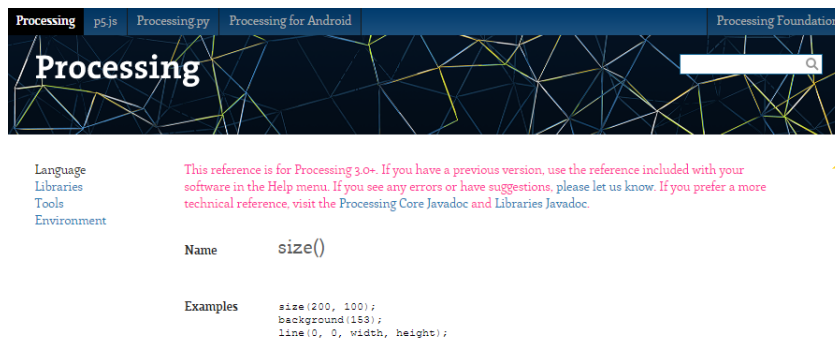 Processing p5.js Processing.py Processing for Android Processing Foundation
Processing
Language
Libraries
Tools
Environment
This reference is for Processing 3.0+. If you have a previous version, use the reference included with your
software in the Help menu. If you see any errors or have suggestions, please let us know. If you prefer a more
technical reference, visit the Processing Core Javadoc and Libraries Javadoc.
Name size()
Examples size(200, 100);
background(153);
line(0, 0, width, height);